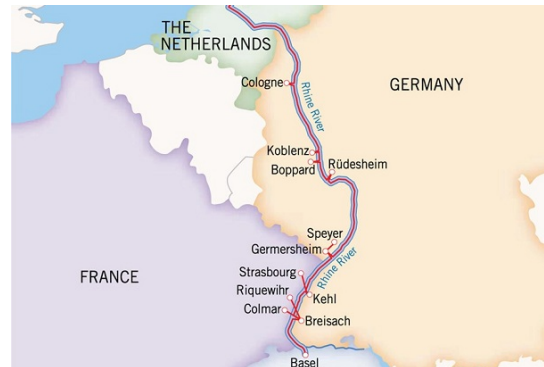 THE
NETHERLANDS
Cologne
Rhine River
GERMANY
Koblenz
Boppard
Rüdesheim
Speyer
Germersheim
Rhine River
Strasbourg
FRANCE
Riquewihr
Kehl
Colmar
Breisach
Basel